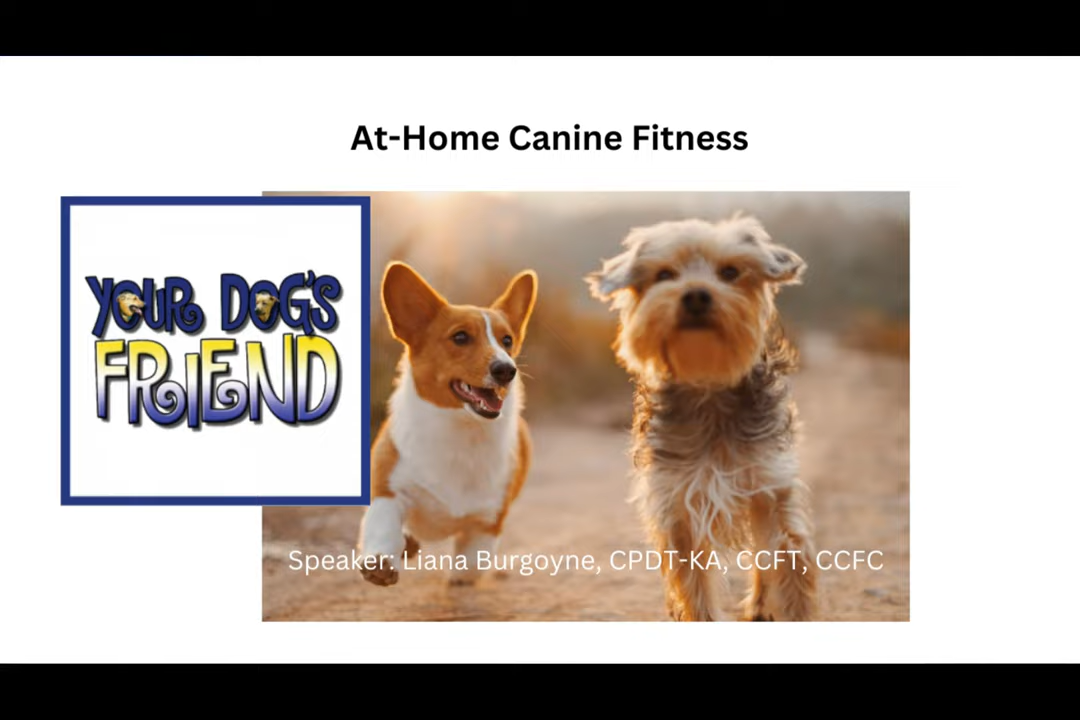 At-Home Canine Fitness
YOUR DOG'S
FRIEND
Speaker: Liana Burgoyne, CPDT-KA, CCFT, CCFC